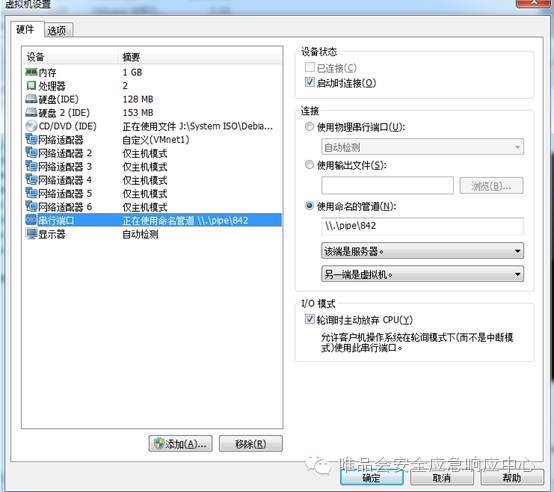 虚拟机设置
硬件 选项
设备 摘要
内存 1 GB
处理器 2
硬盘(IDE) 128 MB
硬盘 2 (IDE) 153 MB
CD/DVD (IDE) 正在使用文件 J:\System ISO\Debia...
网络适配器 自定义(VMnet1)
网络适配器 2 仅主机模式
网络适配器 3 仅主机模式
网络适配器 4 仅主机模式
网络适配器 5 仅主机模式
网络适配器 6 仅主机模式
串行端口 正在使用命名管道 \\.\pipe\842
显示器 自动检测
添加(A)... 移除(R)
设备状态
已连接(C)
启动时连接(O)
连接
使用物理串行端口(U):
自动检测
使用输出文件(S):
浏览(B)...
使用命名的管道(N):
\\.\pipe\842
该端是服务器。
另一端是虚拟机。
I/O 模式
轮询时主动放弃 CPU(Y)
允许客户机操作系统在轮询模式下(而不是中断模
式)使用此串行端口。
唯品会安全应急响应中心
确定 取消 帮助